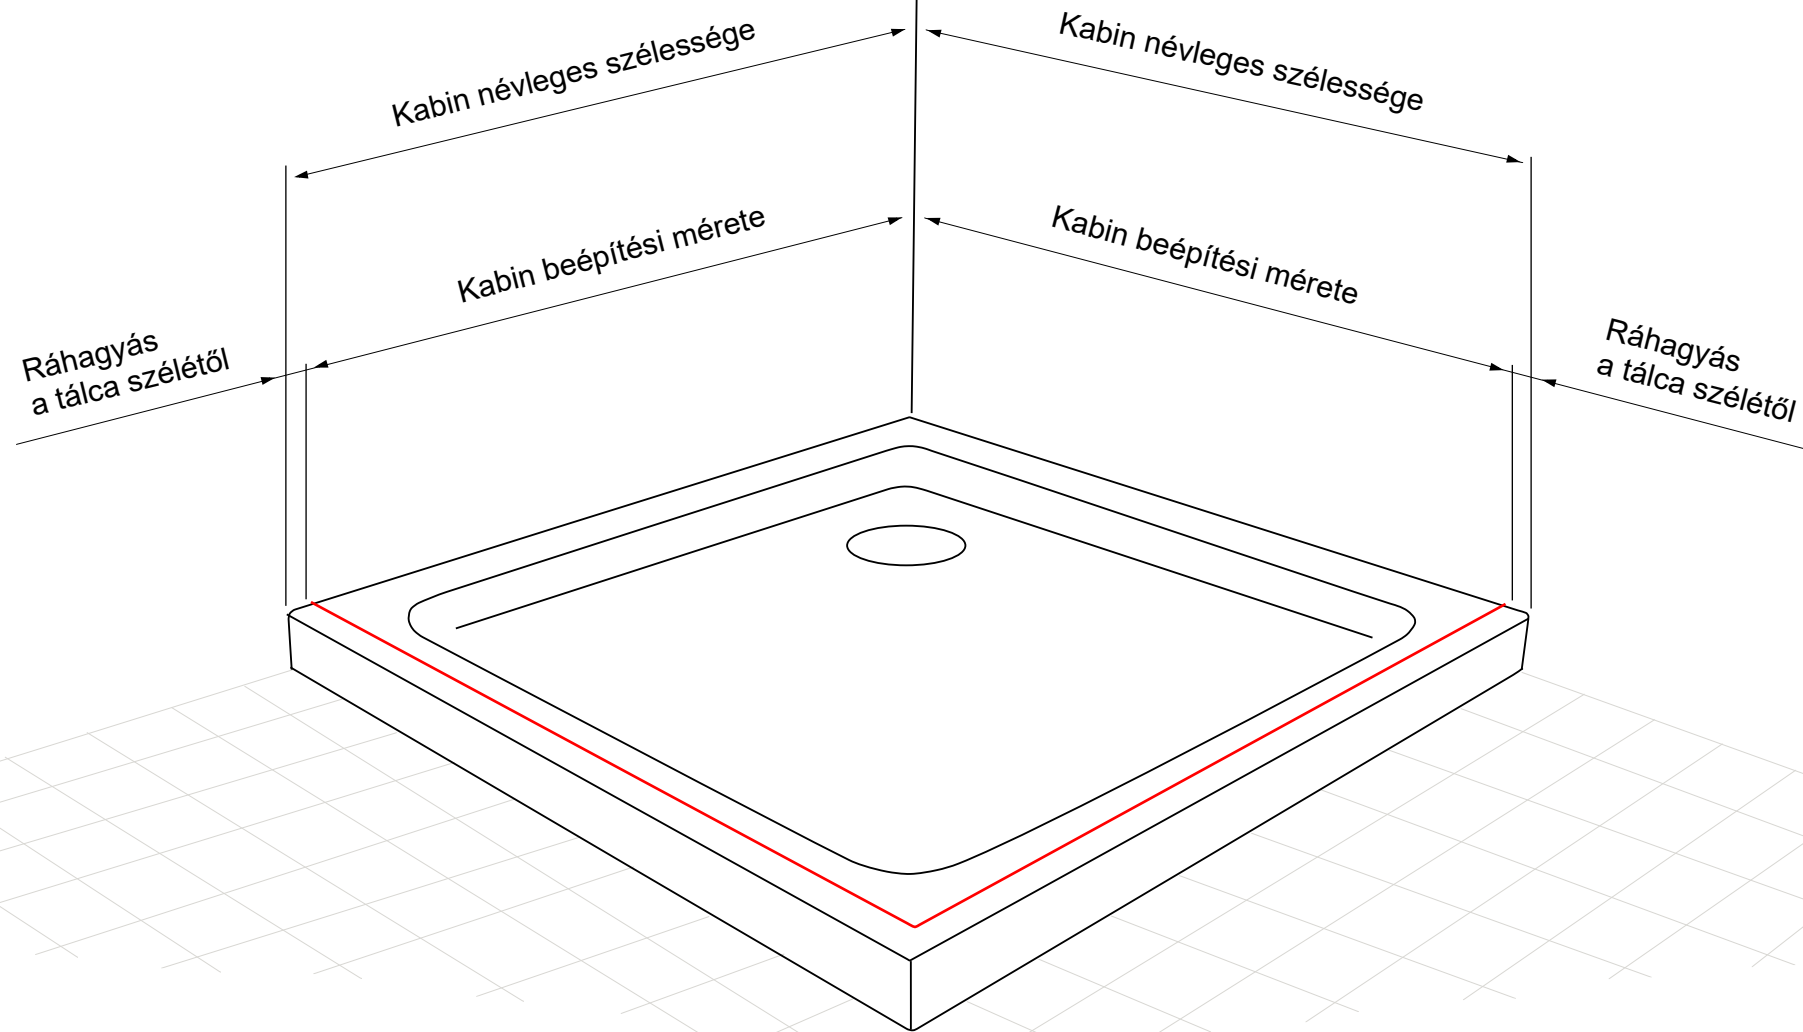 Kabin névleges szélessége
Kabin névleges szélessége
Kabin beépítési mérete
Kabin beépítési mérete
Ráhagyás
a tálca szélétől
Ráhagyás
a tálca szélétől